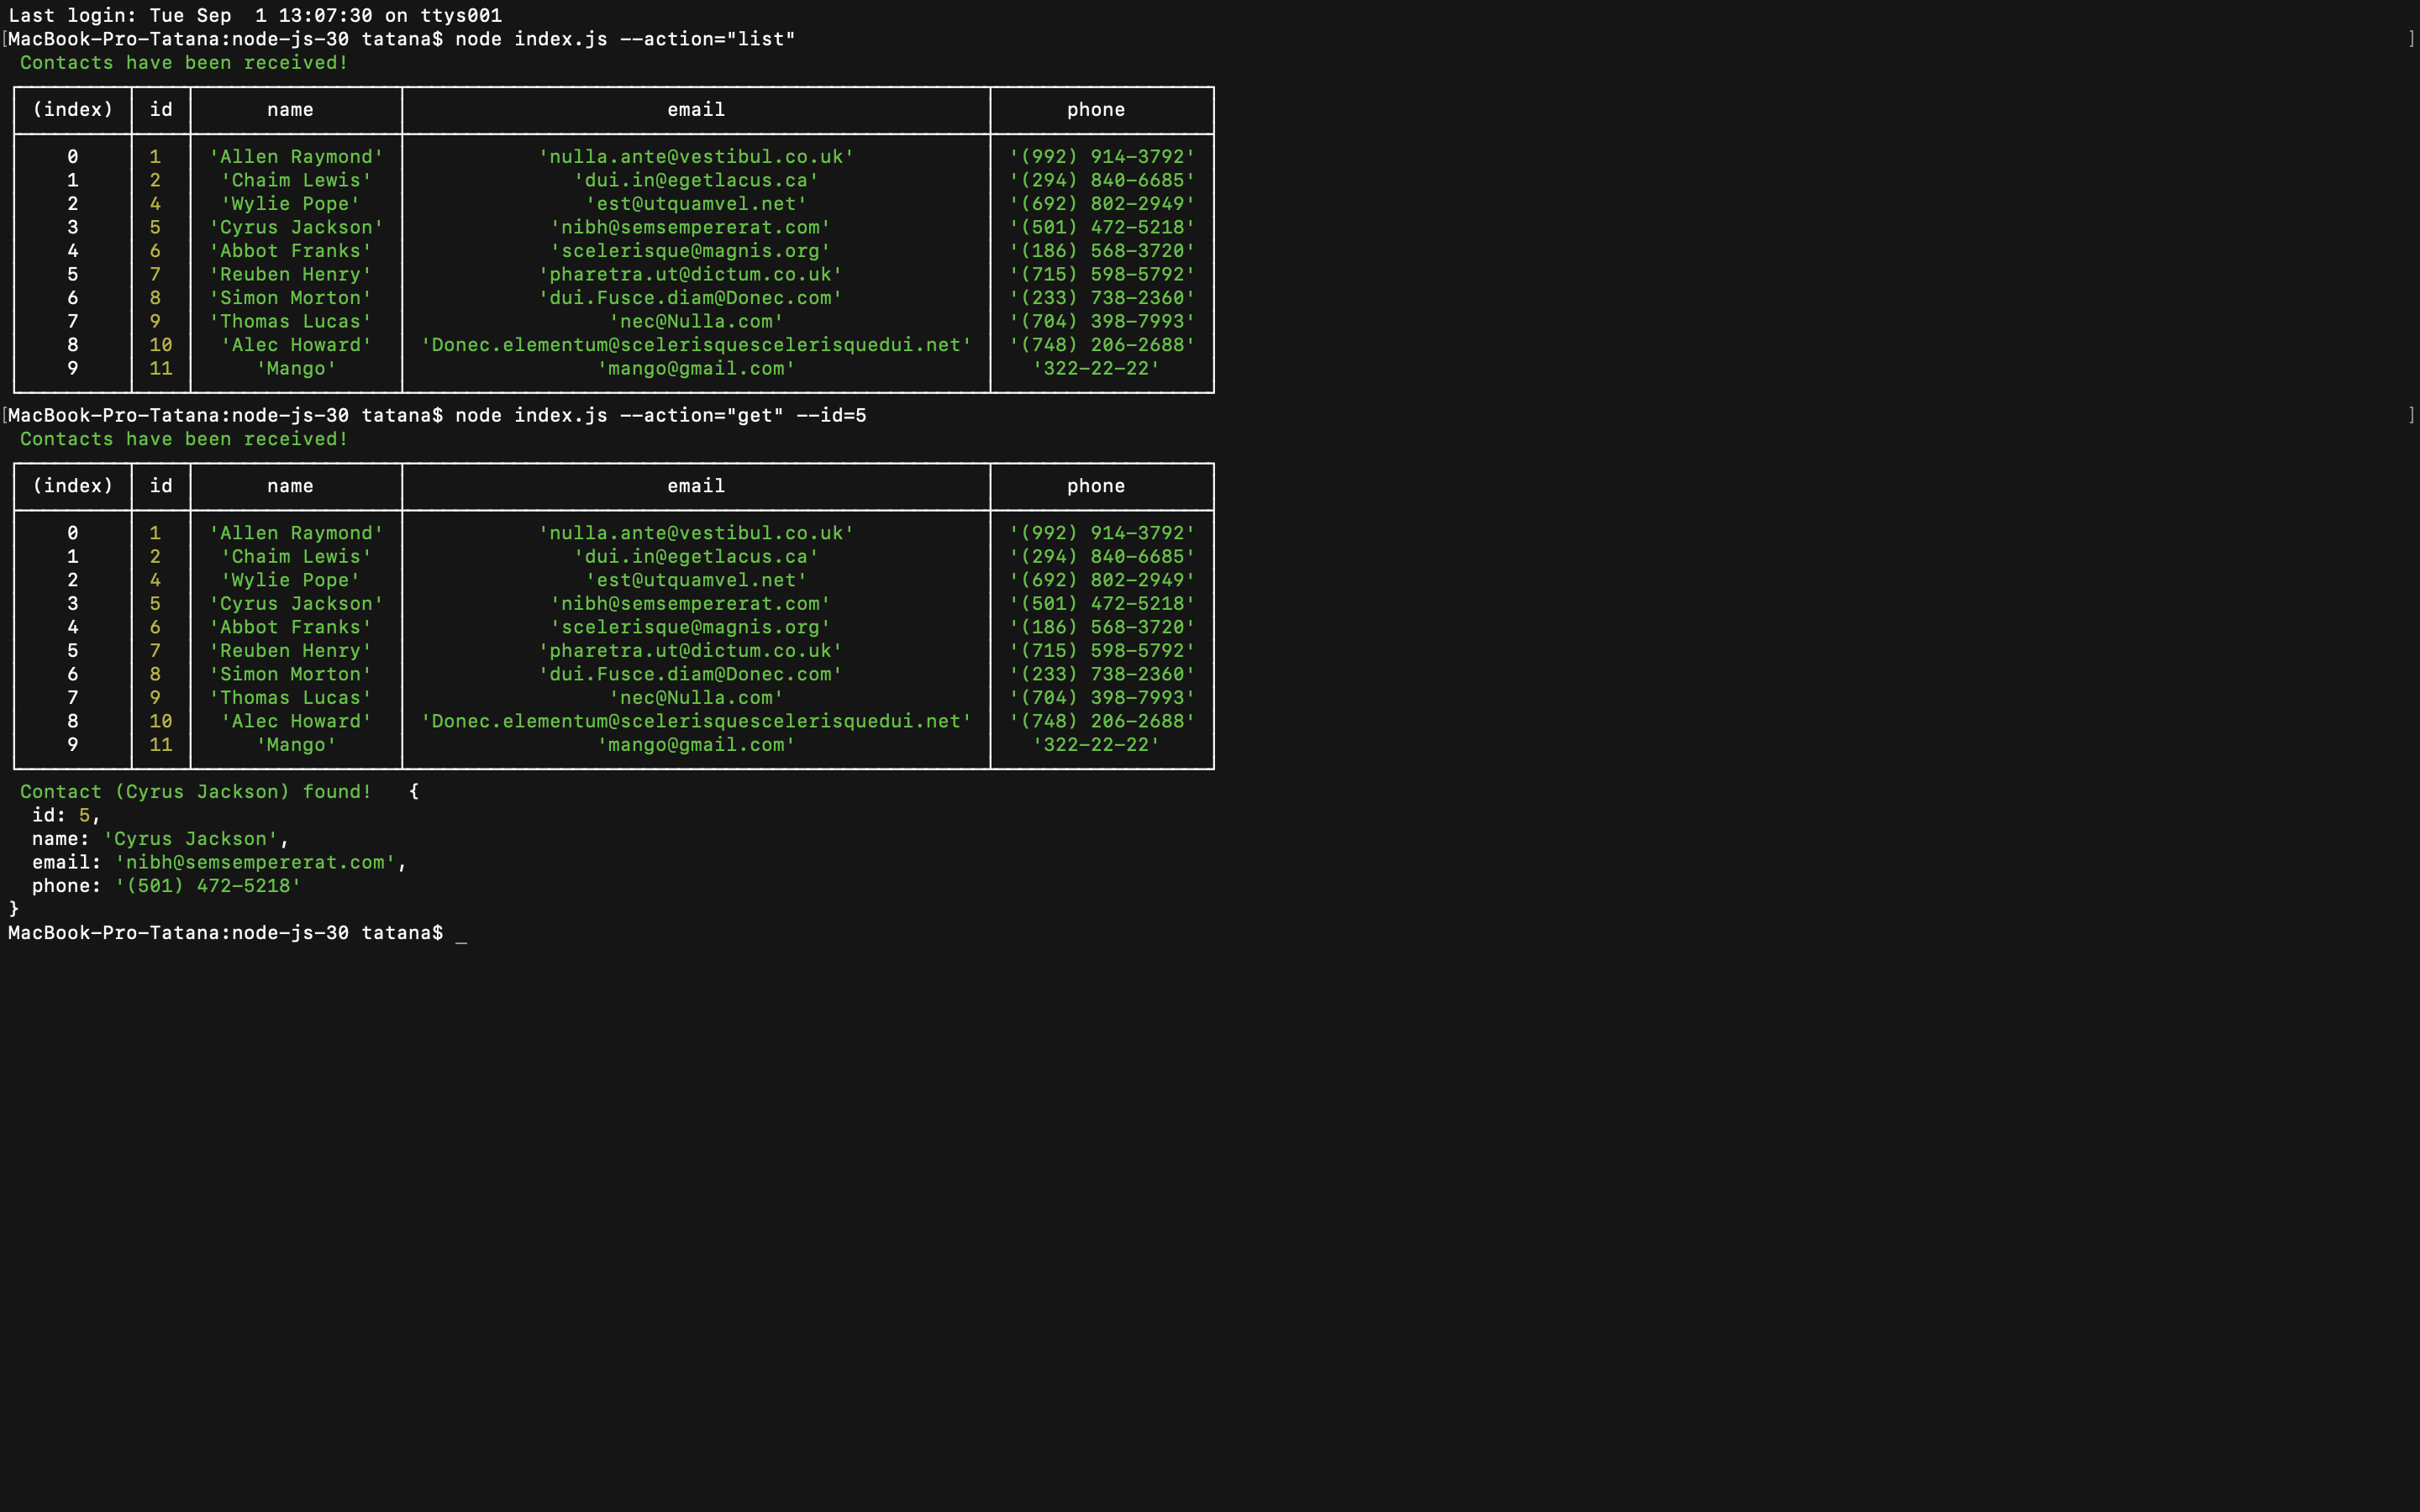 Last login: Tue Sep  1 13:07:30 on ttys001
[MacBook-Pro-Tatana:node-js-30 tatana$ node index.js --action="list" ]
Contacts have been received!
(index) id name email phone
0 1 'Allen Raymond' 'nulla.ante@vestibul.co.uk' '(992) 914-3792'
1 2 'Chaim Lewis' 'dui.in@egetlacus.ca' '(294) 840-6685'
2 4 'Wylie Pope' 'est@utquamvel.net' '(692) 802-2949'
3 5 'Cyrus Jackson' 'nibh@semsempererat.com' '(501) 472-5218'
4 6 'Abbot Franks' 'scelerisque@magnis.org' '(186) 568-3720'
5 7 'Reuben Henry' 'pharetra.ut@dictum.co.uk' '(715) 598-5792'
6 8 'Simon Morton' 'dui.Fusce.diam@Donec.com' '(233) 738-2360'
7 9 'Thomas Lucas' 'nec@Nulla.com' '(704) 398-7993'
8 10 'Alec Howard' 'Donec.elementum@scelerisquescelerisquedui.net' '(748) 206-2688'
9 11 'Mango' 'mango@gmail.com' '322-22-22'
[MacBook-Pro-Tatana:node-js-30 tatana$ node index.js --action="get" --id=5 ]
Contacts have been received!
(index) id name email phone
0 1 'Allen Raymond' 'nulla.ante@vestibul.co.uk' '(992) 914-3792'
1 2 'Chaim Lewis' 'dui.in@egetlacus.ca' '(294) 840-6685'
2 4 'Wylie Pope' 'est@utquamvel.net' '(692) 802-2949'
3 5 'Cyrus Jackson' 'nibh@semsempererat.com' '(501) 472-5218'
4 6 'Abbot Franks' 'scelerisque@magnis.org' '(186) 568-3720'
5 7 'Reuben Henry' 'pharetra.ut@dictum.co.uk' '(715) 598-5792'
6 8 'Simon Morton' 'dui.Fusce.diam@Donec.com' '(233) 738-2360'
7 9 'Thomas Lucas' 'nec@Nulla.com' '(704) 398-7993'
8 10 'Alec Howard' 'Donec.elementum@scelerisquescelerisquedui.net' '(748) 206-2688'
9 11 'Mango' 'mango@gmail.com' '322-22-22'
Contact (Cyrus Jackson) found!   {
  id: 5,
  name: 'Cyrus Jackson',
  email: 'nibh@semsempererat.com',
  phone: '(501) 472-5218'
}
MacBook-Pro-Tatana:node-js-30 tatana$ _